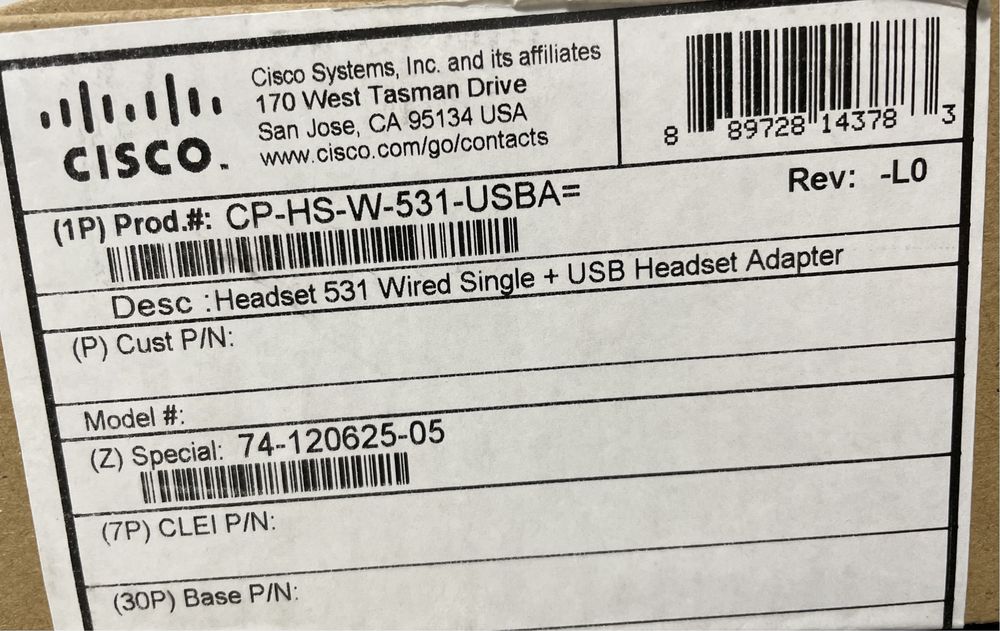 CISCO.
Cisco Systems, Inc. and its affiliates
170 West Tasman Drive
San Jose, CA 95134 USA
www.cisco.com/go/contacts
8 89728 14378 3
(1P) Prod.#: CP-HS-W-531-USBA=
Rev: -L0
Desc :Headset 531 Wired Single + USB Headset Adapter
(P) Cust P/N:
Model #:
(Z) Special: 74-120625-05
(7P) CLEI P/N:
(30P) Base P/N: